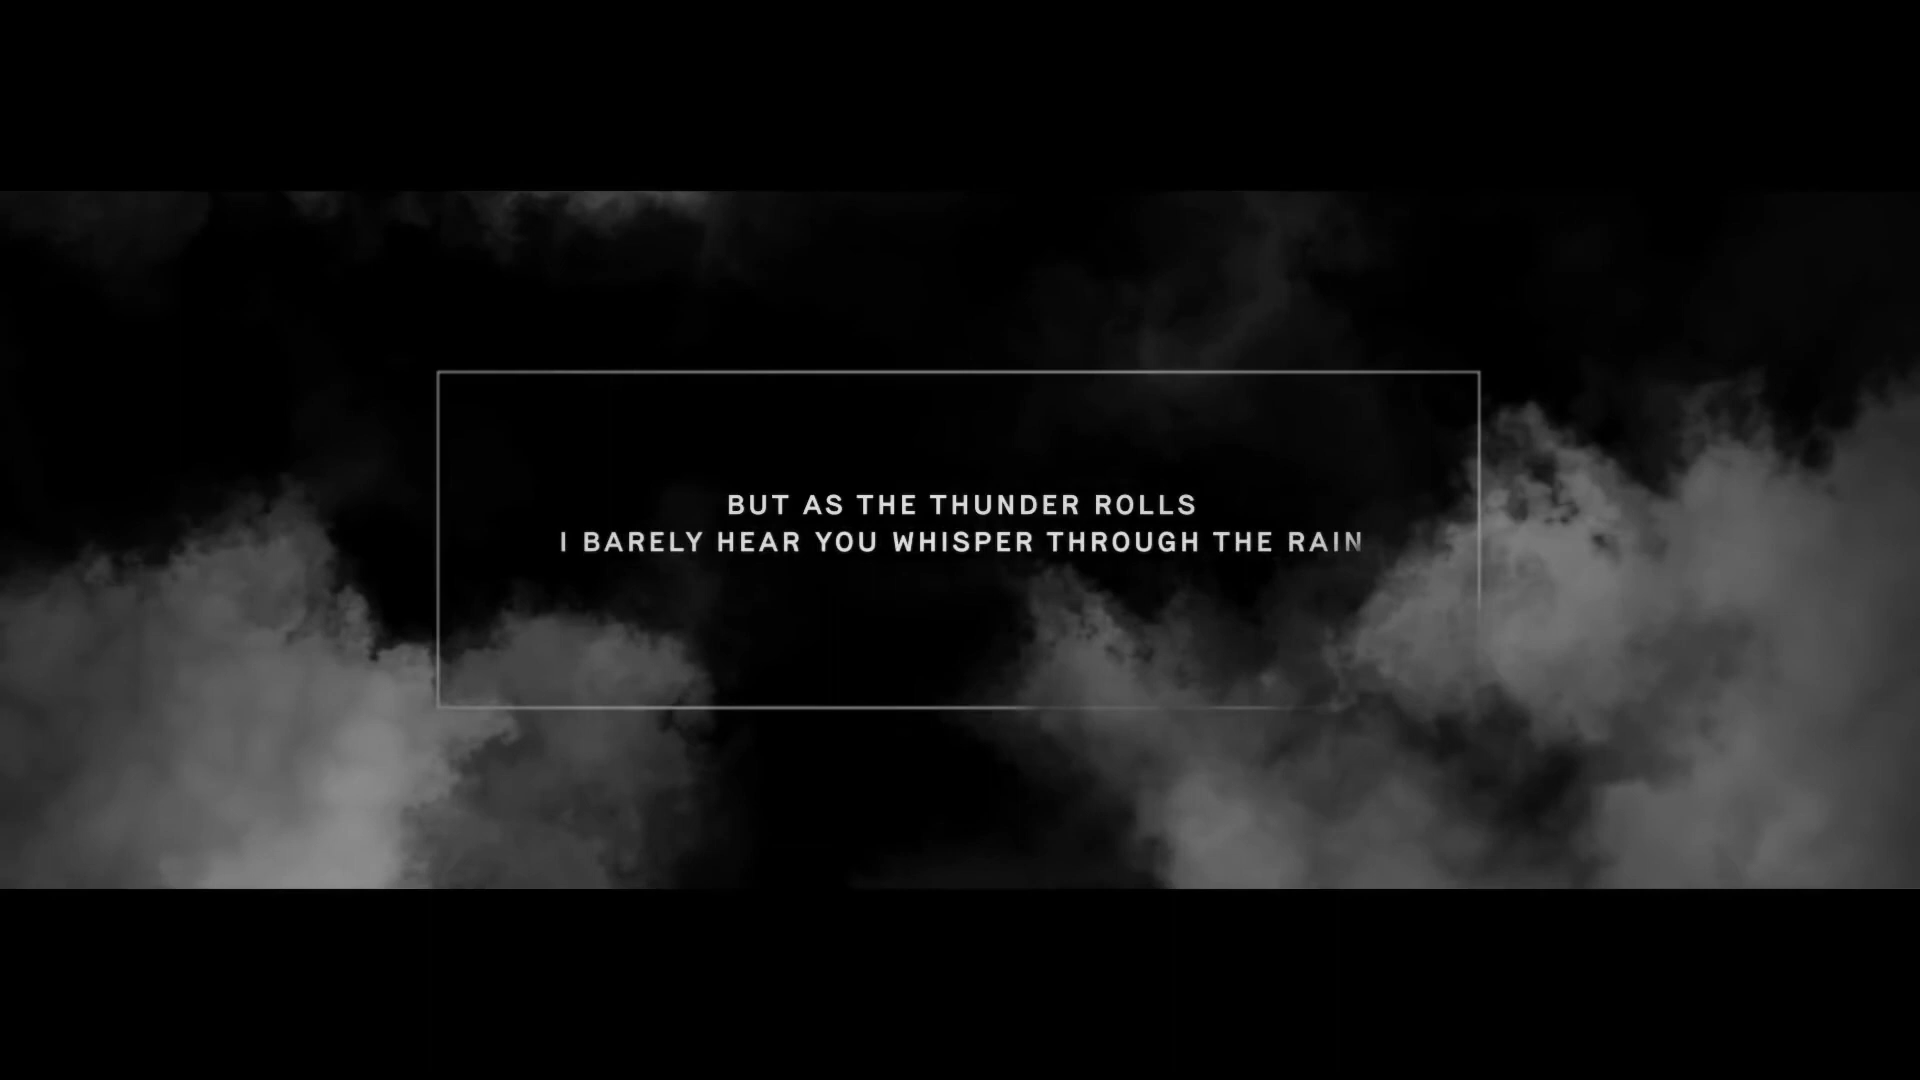 BUT AS THE THUNDER ROLLS
I BARELY HEAR YOU WHISPER THROUGH THE RAIN